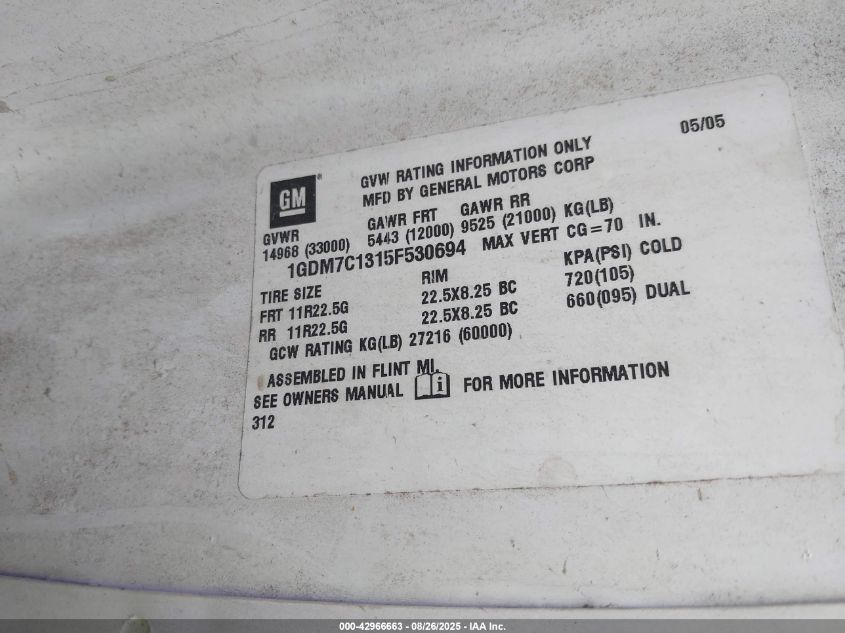 05/05
GM®
GVW RATING INFORMATION ONLY
MFD BY GENERAL MOTORS CORP
GVWR GAWR FRT GAWR RR
14968 (33000) 5443 (12000) 9525 (21000) KG(LB)
1GDM7C1315F530694 MAX VERT CG=70 IN.
TIRE SIZE RIM KPA(PSI) COLD
FRT 11R22.5G 22.5X8.25 BC 720(105)
RR 11R22.5G 22.5X8.25 BC 660(095) DUAL
GCW RATING KG(LB) 27216 (60000)
ASSEMBLED IN FLINT MI.
SEE OWNERS MANUAL i FOR MORE INFORMATION
312
000-42966663 - 08/26/2025 - IAA Inc.